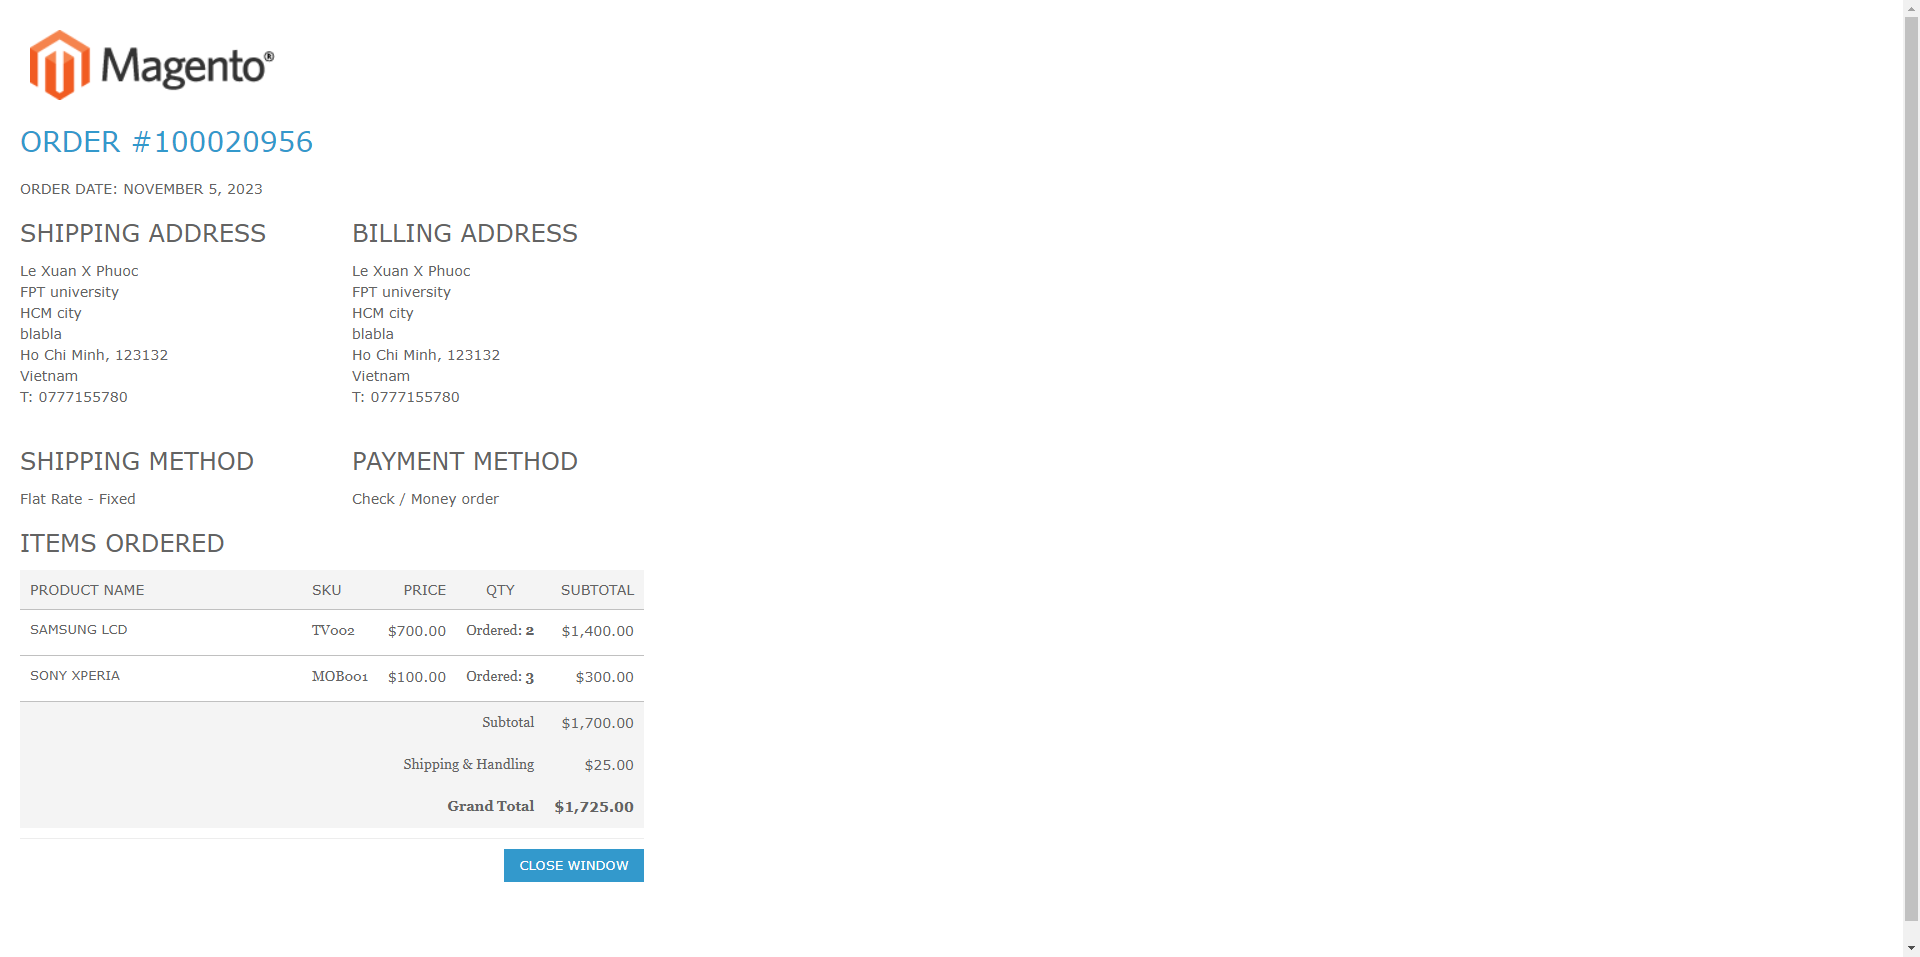 Magento®
ORDER #100020956
ORDER DATE: NOVEMBER 5, 2023
SHIPPING ADDRESS
Le Xuan X Phuoc
FPT university
HCM city
blabla
Ho Chi Minh, 123132
Vietnam
T: 0777155780
BILLING ADDRESS
Le Xuan X Phuoc
FPT university
HCM city
blabla
Ho Chi Minh, 123132
Vietnam
T: 0777155780
SHIPPING METHOD
Flat Rate - Fixed
PAYMENT METHOD
Check / Money order
ITEMS ORDERED
PRODUCT NAME SKU PRICE QTY SUBTOTAL
SAMSUNG LCD TV002 $700.00 Ordered: 2 $1,400.00
SONY XPERIA MOB001 $100.00 Ordered: 3 $300.00
Subtotal $1,700.00
Shipping & Handling $25.00
Grand Total $1,725.00
CLOSE WINDOW